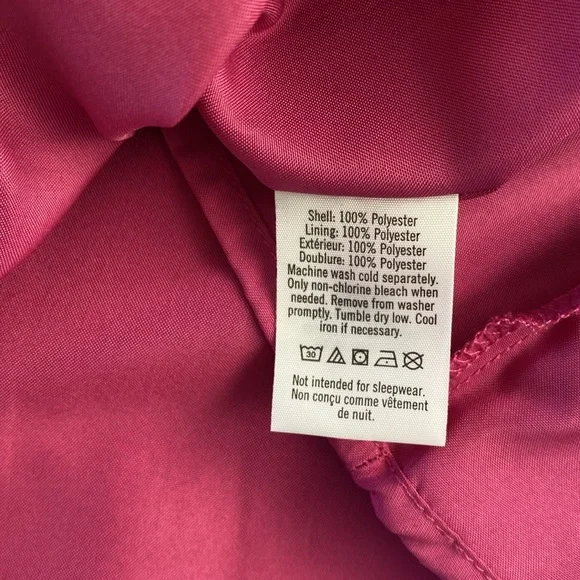 Shell: 100% Polyester
Lining: 100% Polyester
Extérieur: 100% Polyester
Doublure: 100% Polyester
Machine wash cold separately.
Only non-chlorine bleach when
needed. Remove from washer
promptly. Tumble dry low. Cool
iron if necessary.
30
Not intended for sleepwear.
Non conçu comme vêtement
de nuit.